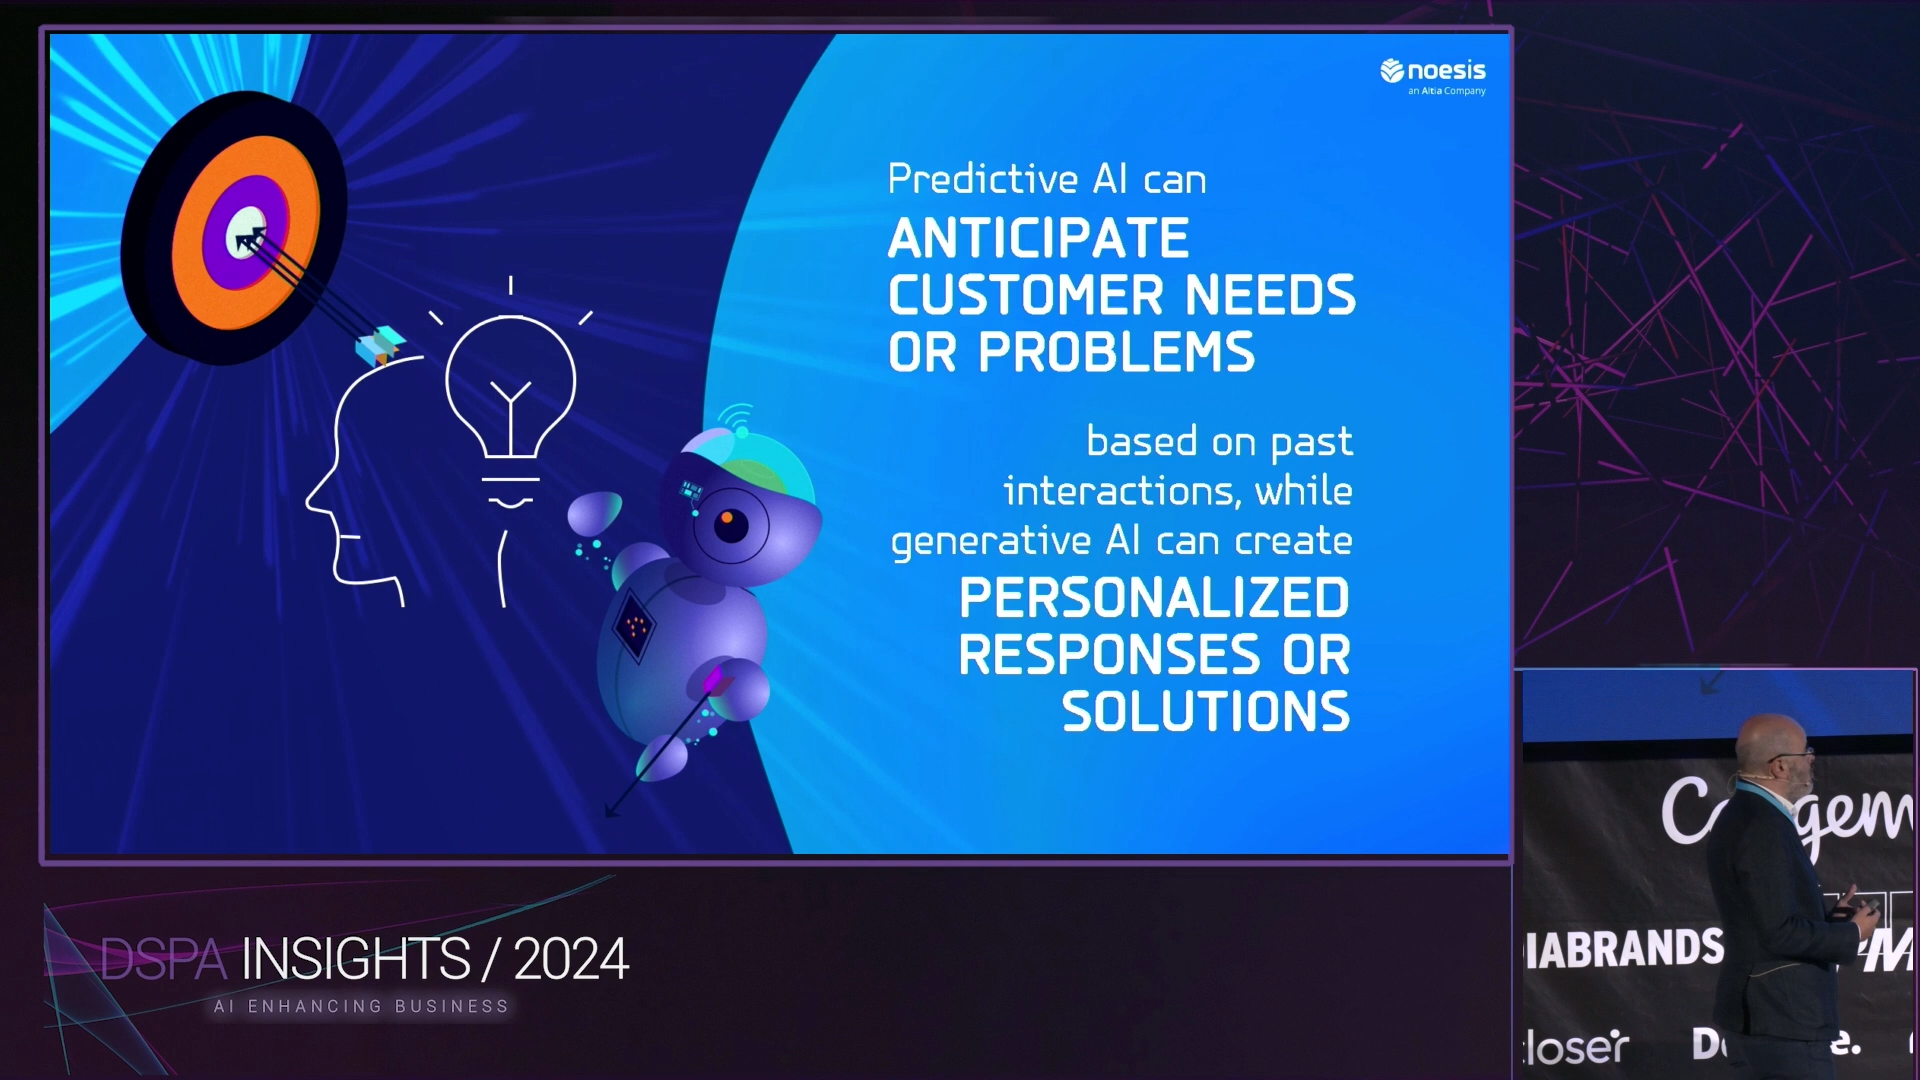 noesis
an Altia Company
Predictive AI can
ANTICIPATE
CUSTOMER NEEDS
OR PROBLEMS
based on past
interactions, while
generative AI can create
PERSONALIZED
RESPONSES OR
SOLUTIONS
DSPA INSIGHTS / 2024
AI ENHANCING BUSINESS
IABRANDS
closer